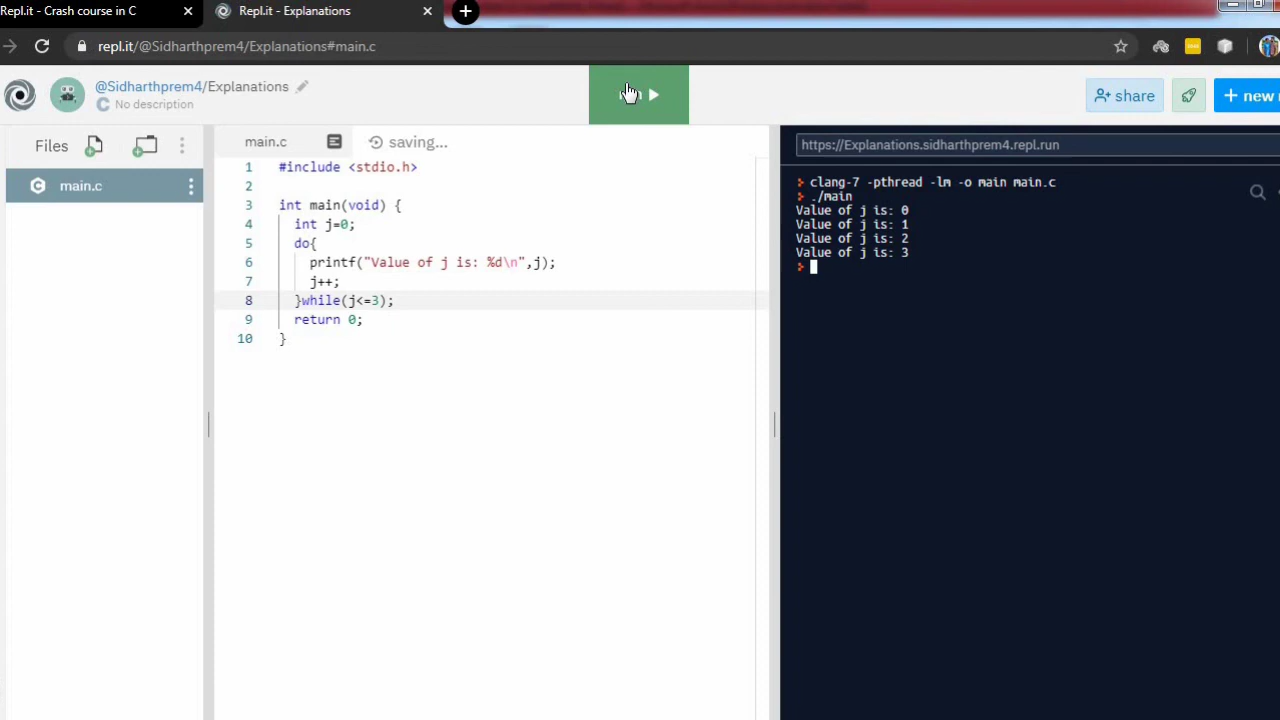 Repl.it - Crash course in C
Repl.it - Explanations
repl.it/@Sidharthprem4/Explanations#main.c
@Sidharthprem4/Explanations
No description
share
+ new
Files
main.c
main.c
saving...
1 #include <stdio.h>
2
3 int main(void) {
4 int j=0;
5 do{
6 printf("Value of j is: %d\n",j);
7 j++;
8 }while(j<=3);
9 return 0;
10 }
https://Explanations.sidharthprem4.repl.run
clang-7 -pthread -lm -o main main.c
./main
Value of j is: 0
Value of j is: 1
Value of j is: 2
Value of j is: 3